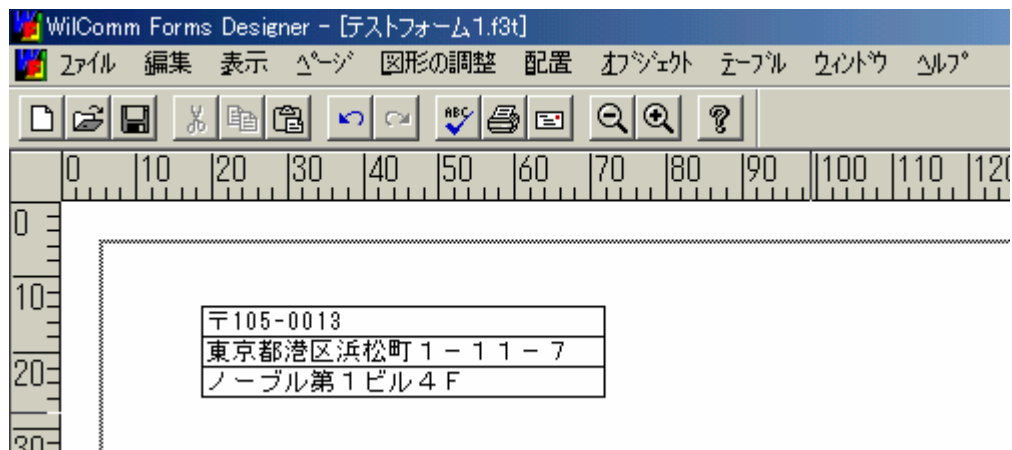 WilComm Forms Designer - [テストフォーム1.f3t]
ﾌｧｲﾙ 編集 表示 ﾍﾟｰｼﾞ 図形の調整 配置 ｵﾌﾞｼﾞｪｸﾄ ﾃｰﾌﾞﾙ ｳｨﾝﾄﾞｳ ﾍﾙﾌﾟ
ABC
0 10 20 30 40 50 60 70 80 90 100 110 120
0
10
〒105-0013
東京都港区浜松町１－１１－７
20
ノーブル第１ビル４Ｆ
30